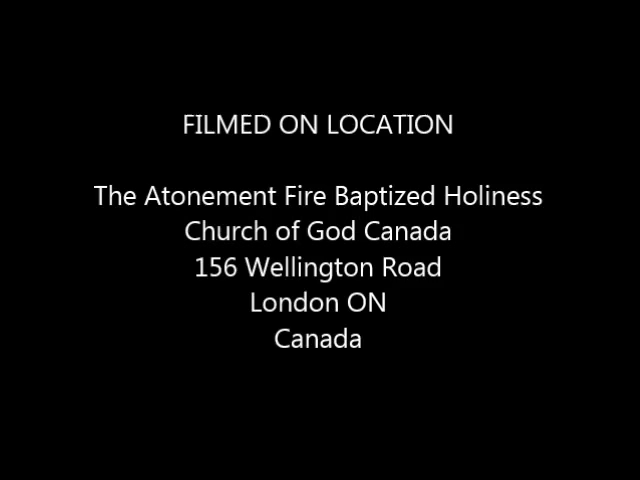 FILMED ON LOCATION
The Atonement Fire Baptized Holiness
Church of God Canada
156 Wellington Road
London ON
Canada